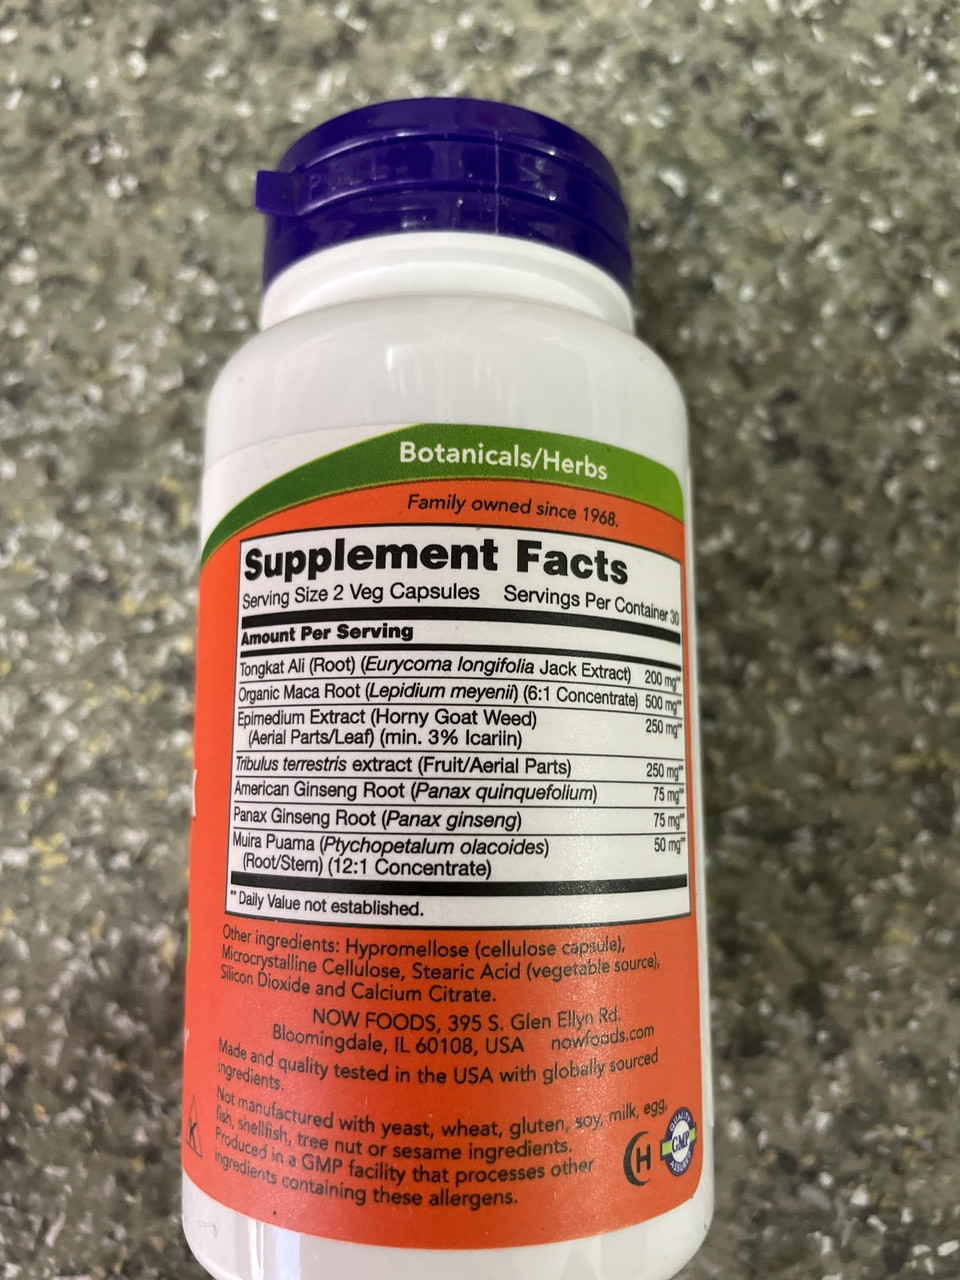 Botanicals/Herbs
Family owned since 1968.
Supplement Facts
Serving Size 2 Veg Capsules Servings Per Container 30
Amount Per Serving
Tongkat Ali (Root) (Eurycoma longifolia Jack Extract) 200 mg**
Organic Maca Root (Lepidium meyenii) (6:1 Concentrate) 500 mg**
Epimedium Extract (Horny Goat Weed) 250 mg**
(Aerial Parts/Leaf) (min. 3% Icariin)
Tribulus terrestris extract (Fruit/Aerial Parts) 250 mg**
American Ginseng Root (Panax quinquefolium) 75 mg**
Panax Ginseng Root (Panax ginseng) 75 mg**
Muira Puama (Ptychopetalum olacoides) 50 mg**
(Root/Stem) (12:1 Concentrate)
** Daily Value not established.
Other ingredients: Hypromellose (cellulose capsule),
Microcrystalline Cellulose, Stearic Acid (vegetable source),
Silicon Dioxide and Calcium Citrate.
NOW FOODS, 395 S. Glen Ellyn Rd.
Bloomingdale, IL 60108, USA nowfoods.com
Made and quality tested in the USA with globally sourced
ingredients.
Not manufactured with yeast, wheat, gluten, soy, milk, egg,
fish, shellfish, tree nut or sesame ingredients.
Produced in a GMP facility that processes other
ingredients containing these allergens.
K
H
QUALITY
GMP
ASSURED